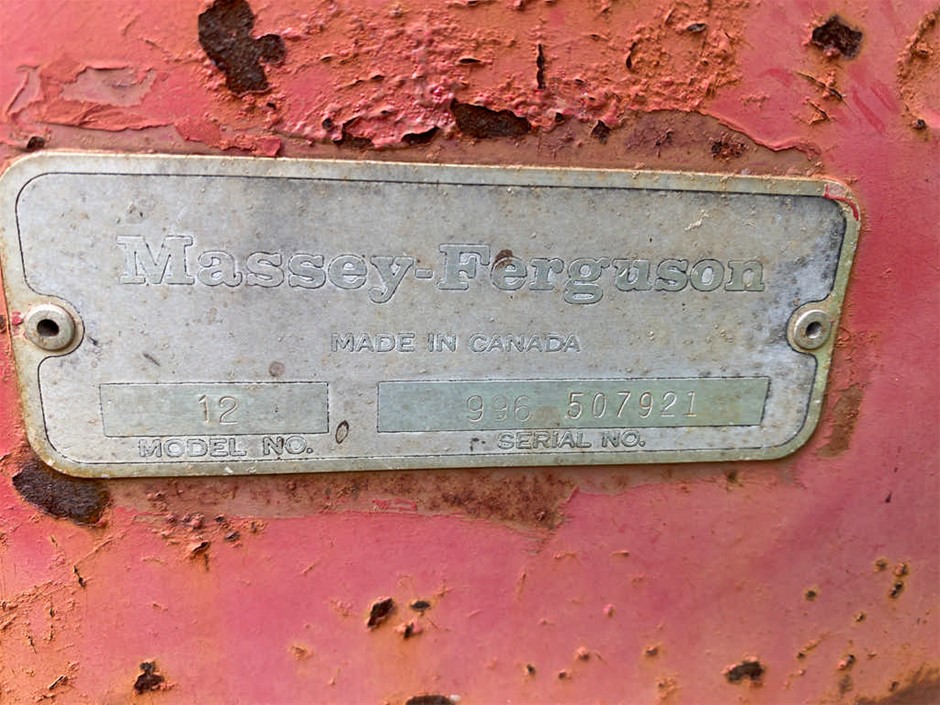 Massey-Ferguson
MADE IN CANADA
12 996 507921
MODEL NO. SERIAL NO.